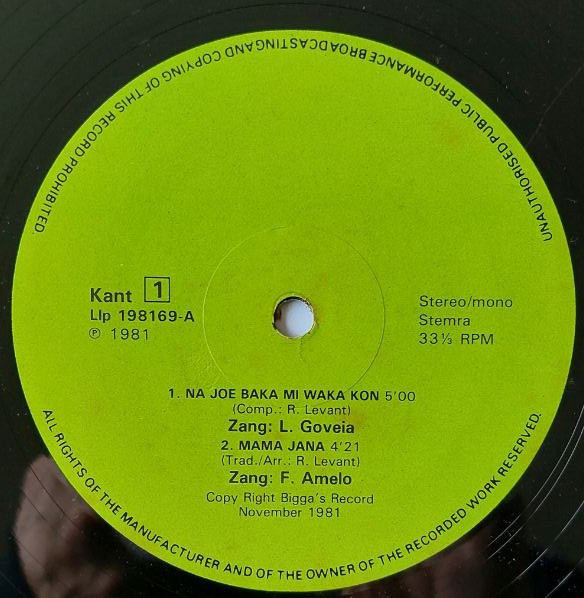 UNAUTHORISED PUBLIC PERFORMANCE BROADCASTING AND COPYING OF THIS RECORD PROHIBITED.
Kant 1
Llp 198169-A
℗ 1981
Stereo/mono
Stemra
33⅓ RPM
1. NA JOE BAKA MI WAKA KON 5'00
(Comp.: R. Levant)
Zang: L. Goveia
2. MAMA JANA 4'21
(Trad./Arr.: R. Levant)
Zang: F. Amelo
Copy Right Bigga's Record
November 1981
ALL RIGHTS OF THE MANUFACTURER AND OF THE OWNER OF THE RECORDED WORK RESERVED.